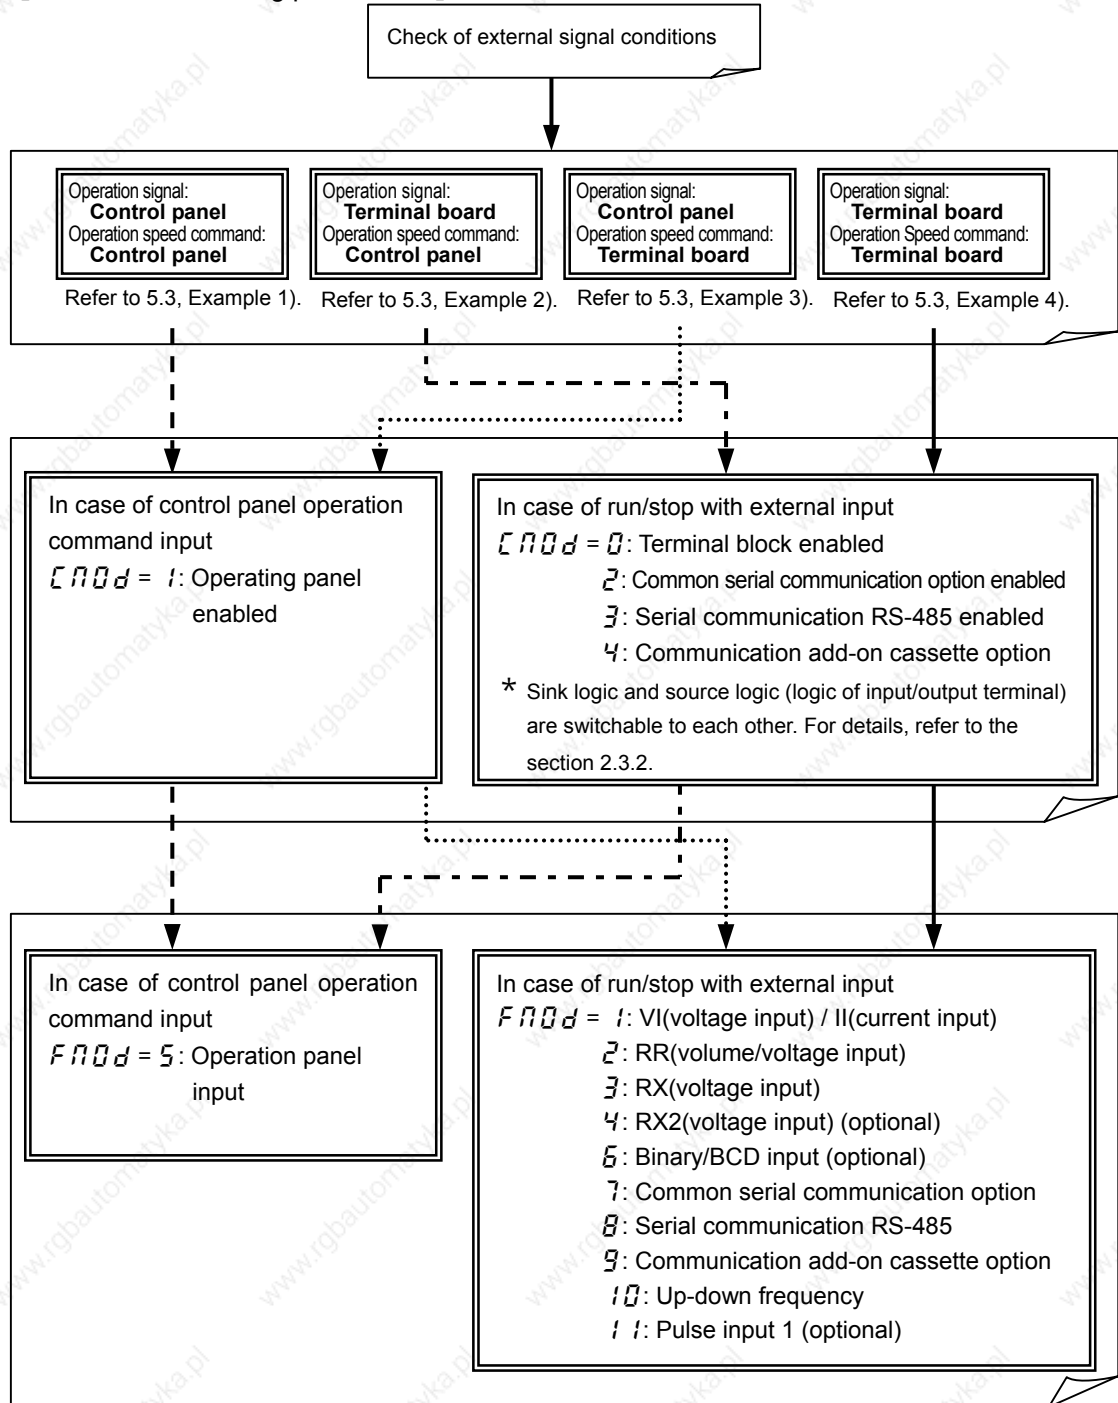 Check of external signal conditions
Operation signal:
Control panel
Operation speed command:
Control panel
Operation signal:
Terminal board
Operation speed command:
Control panel
Operation signal:
Control panel
Operation speed command:
Terminal board
Operation signal:
Terminal board
Operation Speed command:
Terminal board
Refer to 5.3, Example 1).
Refer to 5.3, Example 2).
Refer to 5.3, Example 3).
Refer to 5.3, Example 4).
In case of control panel operation
command input
CMOd = 1: Operating panel
enabled
In case of run/stop with external input
CMOd = 0: Terminal block enabled
2: Common serial communication option enabled
3: Serial communication RS-485 enabled
4: Communication add-on cassette option
* Sink logic and source logic (logic of input/output terminal)
are switchable to each other. For details, refer to the
section 2.3.2.
In case of control panel operation
command input
FMOd = 5: Operation panel
input
In case of run/stop with external input
FMOd = 1: VI(voltage input) / II(current input)
2: RR(volume/voltage input)
3: RX(voltage input)
4: RX2(voltage input) (optional)
6: Binary/BCD input (optional)
7: Common serial communication option
8: Serial communication RS-485
9: Communication add-on cassette option
10: Up-down frequency
11: Pulse input 1 (optional)
www.rgbautomatyka.pl